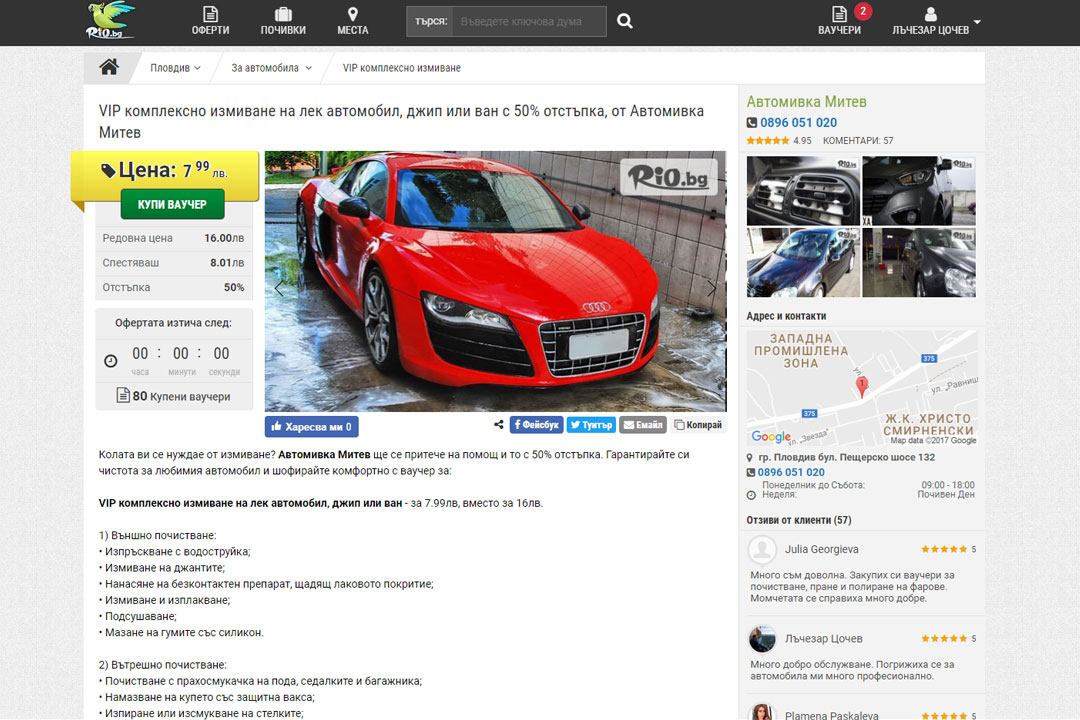 Rio.bg
ОФЕРТИ
ПОЧИВКИ
МЕСТА
търся: Въведете ключова дума
ВАУЧЕРИ
2
ЛЪЧЕЗАР ЦОЧЕВ
Пловдив
За автомобила
VIP комплексно измиване
VIP комплексно измиване на лек автомобил, джип или ван с 50% отстъпка, от Автомивка
Митев
Цена: 7 99 лв.
КУПИ ВАУЧЕР
Редовна цена 16.00лв
Спестяваш 8.01лв
Отстъпка 50%
Офертата изтича след:
00 : 00 : 00
часа минути секунди
80 Купени ваучери
Rio.bg
Харесва ми 0
Фейсбук
Туитър
Емайл
Копирай
Колата ви се нуждае от измиване? Автомивка Митев ще се притече на помощ и то с 50% отстъпка. Гарантирайте си
чистота за любимия автомобил и шофирайте комфортно с ваучер за:
VIP комплексно измиване на лек автомобил, джип или ван - за 7.99лв, вместо за 16лв.
1) Външно почистване:
• Изпръскване с водоструйка;
• Измиване на джантите;
• Нанасяне на безконтактен препарат, щадящ лаковото покритие;
• Измиване и изплакване;
• Подсушаване;
• Мазане на гумите със силикон.
2) Вътрешно почистване:
• Почистване с прахосмукачка на пода, седалките и багажника;
• Намазване на купето със защитна вакса;
• Изпиране или изсмукване на стелките;
Автомивка Митев
0896 051 020
4.95 КОМЕНТАРИ: 57
Rio.bg
Rio.bg
Rio.bg
Rio.bg
Адрес и контакти
ЗАПАДНА
ПРОМИШЛЕНА
ЗОНА
375
1
ул. „Равнищ
375
Ж.К. ХРИСТО
СМИРНЕНСКИ
ул. „Звезда"
Google
Map data ©2017 Google
гр. Пловдив бул. Пещерско шосе 132
0896 051 020
Понеделник до Събота: 09:00 - 18:00
Неделя: Почивен Ден
Отзиви от клиенти (57)
Julia Georgieva 5
Много съм доволна. Закупих си ваучери за
почистване, пране и полиране на фарове.
Момчетата се справиха много добре.
Лъчезар Цочев 5
Много добро обслужване. Погрижиха се за
автомобила ми много професионално.
Plamena Paskaleva 5